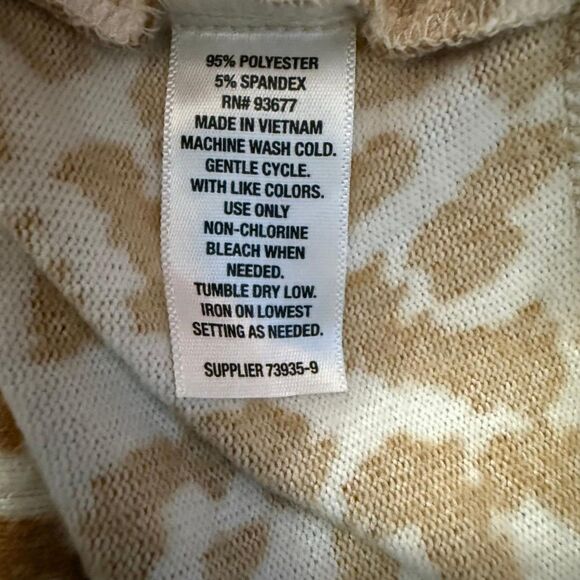 95% POLYESTER
5% SPANDEX
RN# 93677
MADE IN VIETNAM
MACHINE WASH COLD.
GENTLE CYCLE.
WITH LIKE COLORS.
USE ONLY
NON-CHLORINE
BLEACH WHEN
NEEDED.
TUMBLE DRY LOW.
IRON ON LOWEST
SETTING AS NEEDED.
SUPPLIER 73935-9